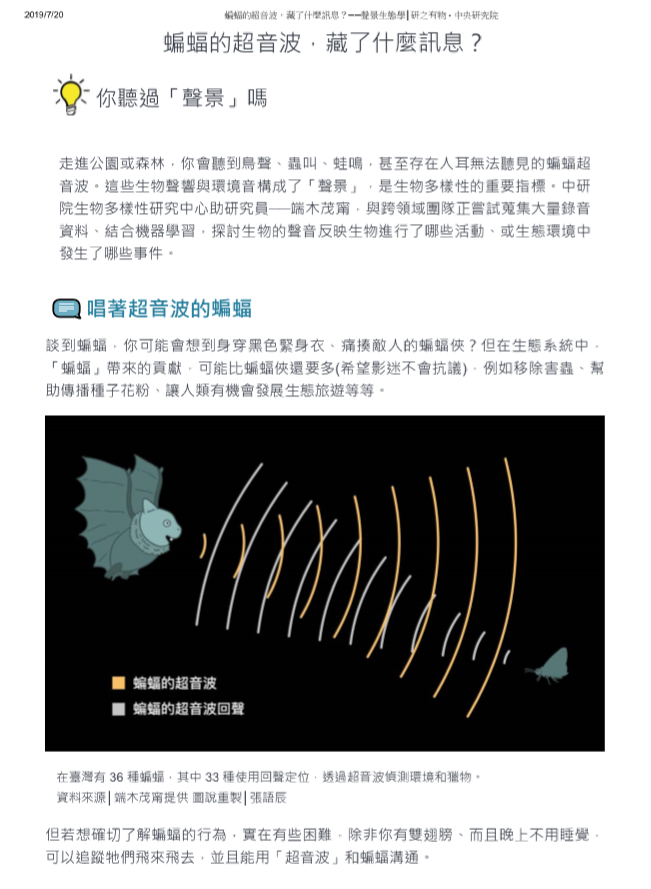 2019/7/20
蝙蝠的超音波，藏了什麼訊息？──聲景生態學│研之有物‧中央研究院
蝙蝠的超音波，藏了什麼訊息？
你聽過「聲景」嗎
走進公園或森林，你會聽到鳥聲、蟲叫、蛙鳴，甚至存在人耳無法聽見的蝙蝠超
音波。這些生物聲響與環境音構成了「聲景」，是生物多樣性的重要指標。中研
院生物多樣性研究中心助研究員──端木茂甯，與跨領域團隊正嘗試蒐集大量錄音
資料、結合機器學習，探討生物的聲音反映生物進行了哪些活動、或生態環境中
發生了哪些事件。
唱著超音波的蝙蝠
談到蝙蝠，你可能會想到身穿黑色緊身衣、痛揍敵人的蝙蝠俠？但在生態系統中，
「蝙蝠」帶來的貢獻，可能比蝙蝠俠還要多(希望影迷不會抗議)，例如移除害蟲、幫
助傳播種子花粉、讓人類有機會發展生態旅遊等等。
蝙蝠的超音波
蝙蝠的超音波回聲
在臺灣有 36 種蝙蝠，其中 33 種使用回聲定位，透過超音波偵測環境和獵物。
資料來源│端木茂甯提供 圖說重製│張語辰
但若想確切了解蝙蝠的行為，實在有些困難，除非你有雙翅膀、而且晚上不用睡覺，
可以追蹤牠們飛來飛去，並且能用「超音波」和蝙蝠溝通。